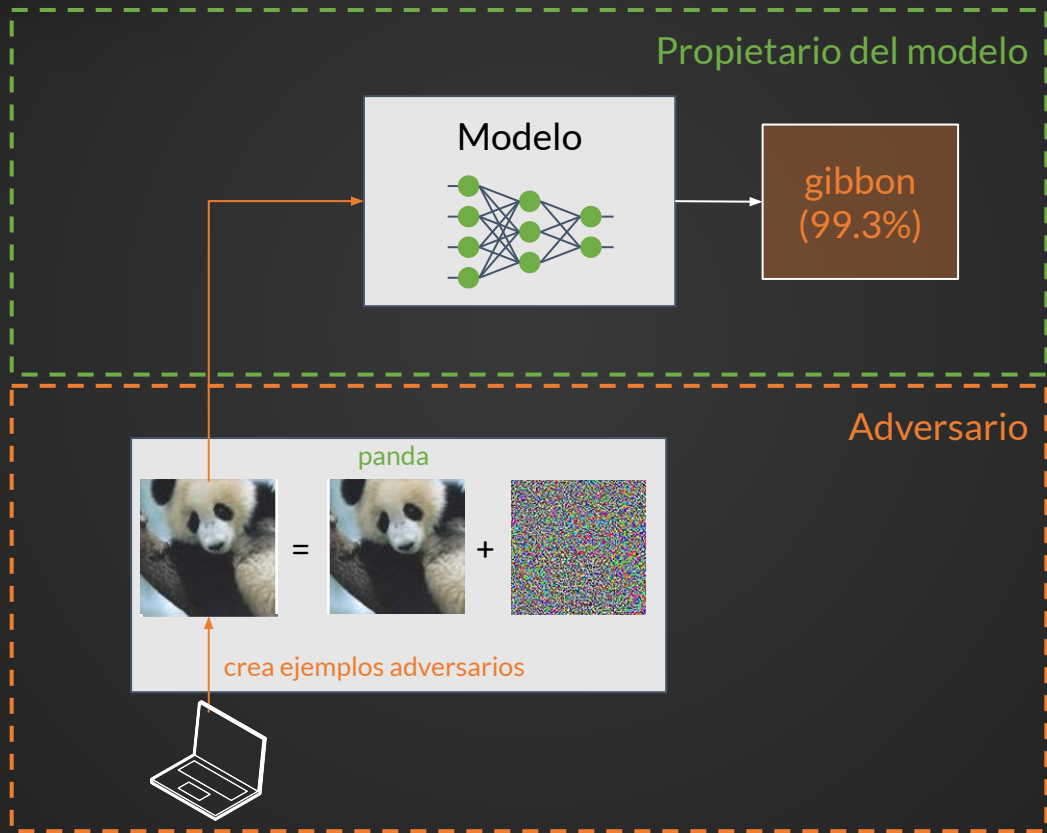 Propietario del modelo
Modelo
gibbon
(99.3%)
Adversario
panda
=
+
crea ejemplos adversarios